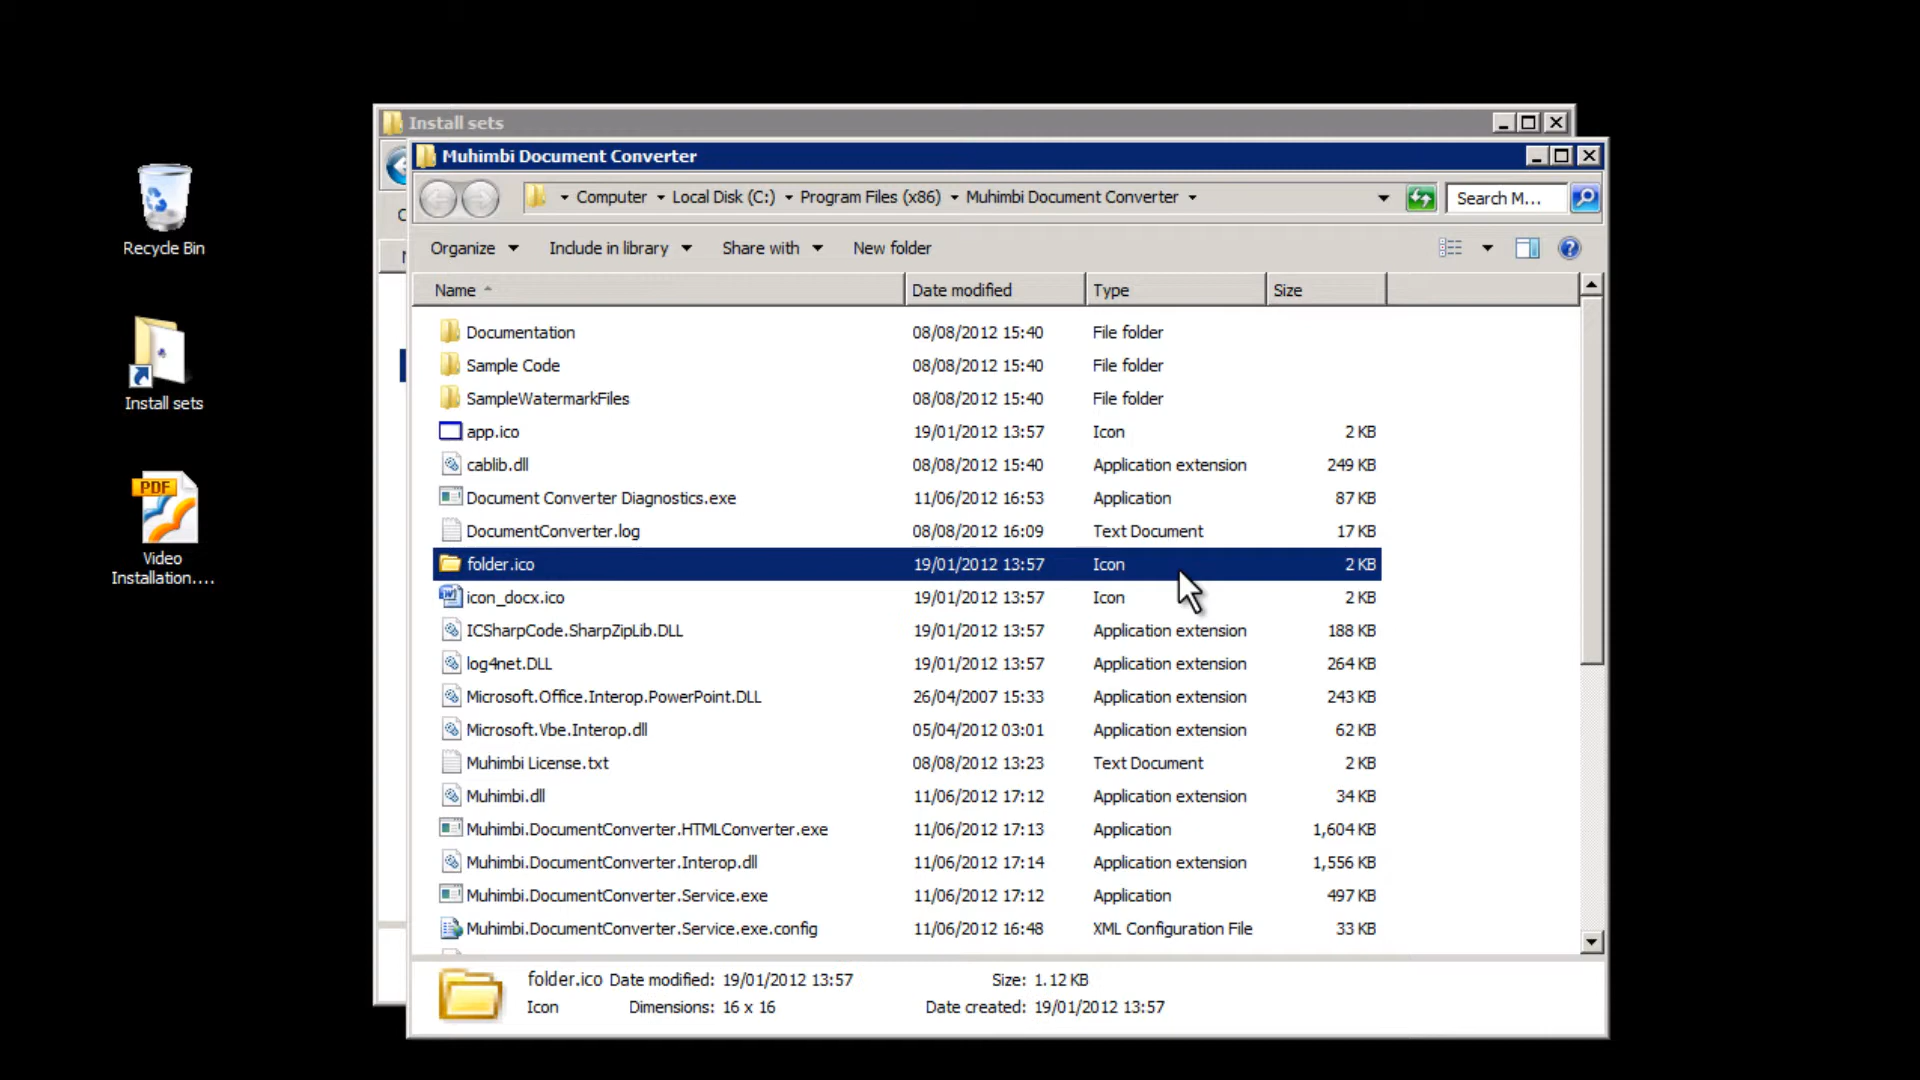 Install sets
Muhimbi Document Converter
Computer Local Disk (C:) Program Files (x86) Muhimbi Document Converter Search M...
Organize Include in library Share with New folder
Name Date modified Type Size
Documentation 08/08/2012 15:40 File folder
Sample Code 08/08/2012 15:40 File folder
SampleWatermarkFiles 08/08/2012 15:40 File folder
app.ico 19/01/2012 13:57 Icon 2 KB
cablib.dll 08/08/2012 15:40 Application extension 249 KB
Document Converter Diagnostics.exe 11/06/2012 16:53 Application 87 KB
DocumentConverter.log 08/08/2012 16:09 Text Document 17 KB
folder.ico 19/01/2012 13:57 Icon 2 KB
icon_docx.ico 19/01/2012 13:57 Icon 2 KB
ICSharpCode.SharpZipLib.DLL 19/01/2012 13:57 Application extension 188 KB
log4net.DLL 19/01/2012 13:57 Application extension 264 KB
Microsoft.Office.Interop.PowerPoint.DLL 26/04/2007 15:33 Application extension 243 KB
Microsoft.Vbe.Interop.dll 05/04/2012 03:01 Application extension 62 KB
Muhimbi License.txt 08/08/2012 13:23 Text Document 2 KB
Muhimbi.dll 11/06/2012 17:12 Application extension 34 KB
Muhimbi.DocumentConverter.HTMLConverter.exe 11/06/2012 17:13 Application 1,604 KB
Muhimbi.DocumentConverter.Interop.dll 11/06/2012 17:14 Application extension 1,556 KB
Muhimbi.DocumentConverter.Service.exe 11/06/2012 17:12 Application 497 KB
Muhimbi.DocumentConverter.Service.exe.config 11/06/2012 16:48 XML Configuration File 33 KB
folder.ico Date modified: 19/01/2012 13:57 Size: 1.12 KB
Icon Dimensions: 16 x 16 Date created: 19/01/2012 13:57
Recycle Bin
Install sets
PDF
Video
Installation....